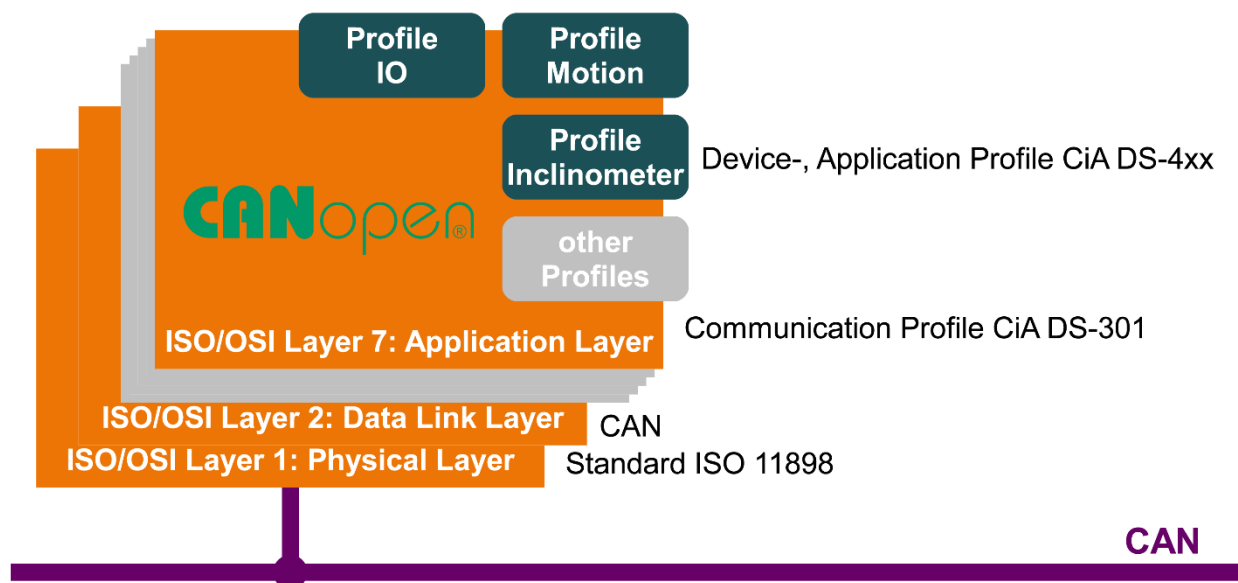 Profile
IO
Profile
Motion
Profile
Inclinometer
Device-, Application Profile CiA DS-4xx
CANopen®
other
Profiles
ISO/OSI Layer 7: Application Layer
Communication Profile CiA DS-301
ISO/OSI Layer 2: Data Link Layer
CAN
ISO/OSI Layer 1: Physical Layer
Standard ISO 11898
CAN